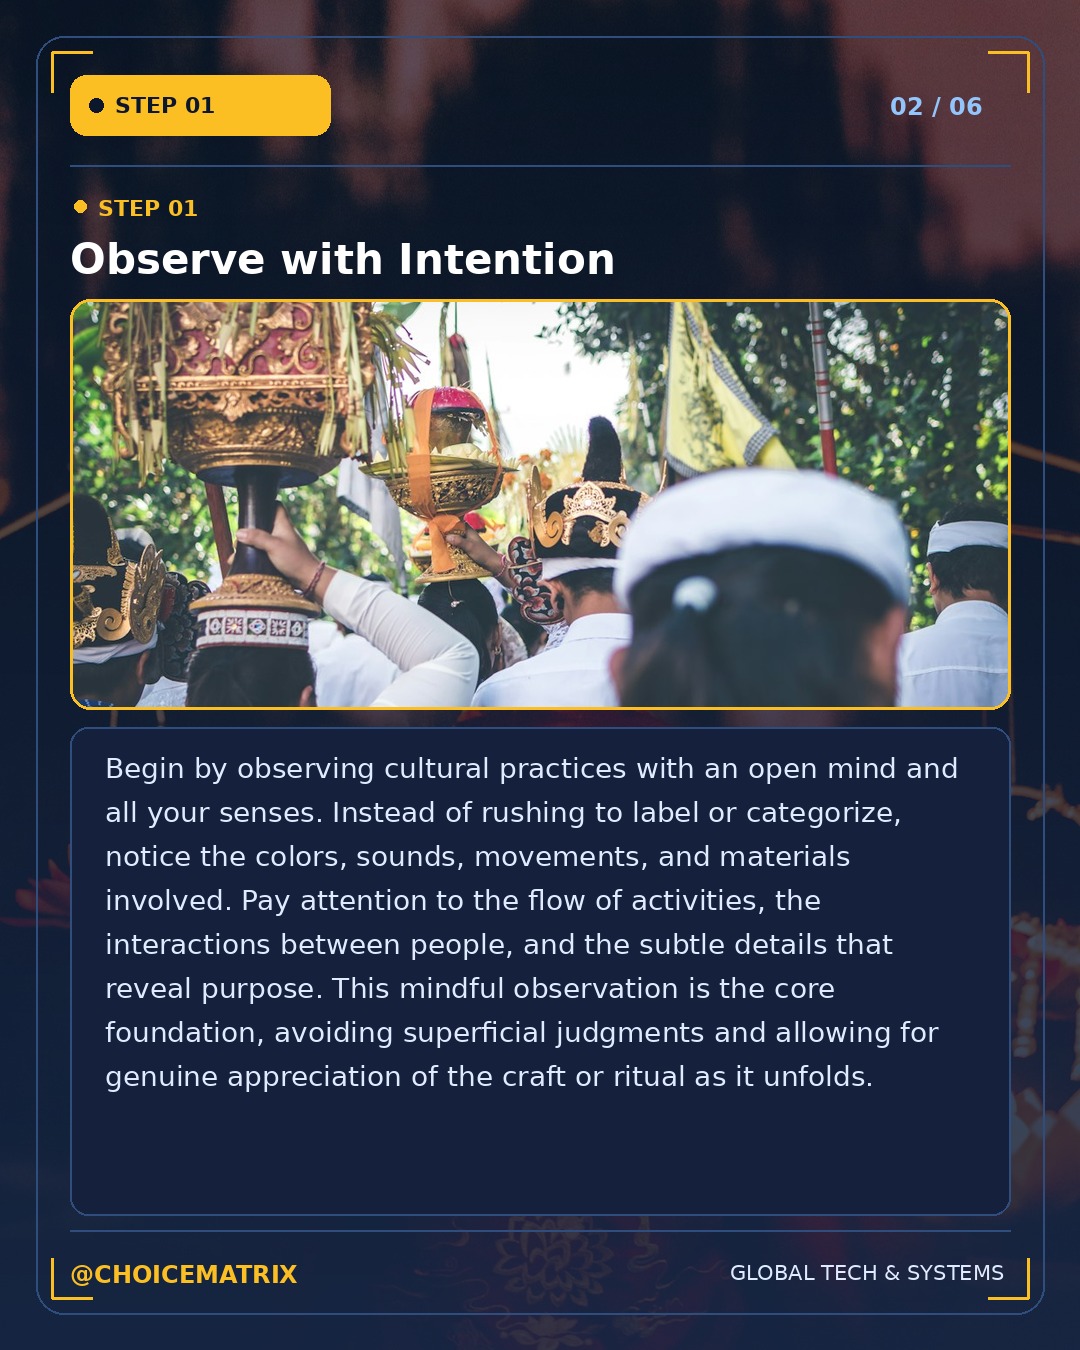 STEP 01
02 / 06
STEP 01
Observe with Intention
Begin by observing cultural practices with an open mind and
all your senses. Instead of rushing to label or categorize,
notice the colors, sounds, movements, and materials
involved. Pay attention to the flow of activities, the
interactions between people, and the subtle details that
reveal purpose. This mindful observation is the core
foundation, avoiding superficial judgments and allowing for
genuine appreciation of the craft or ritual as it unfolds.
@CHOICEMATRIX
GLOBAL TECH & SYSTEMS